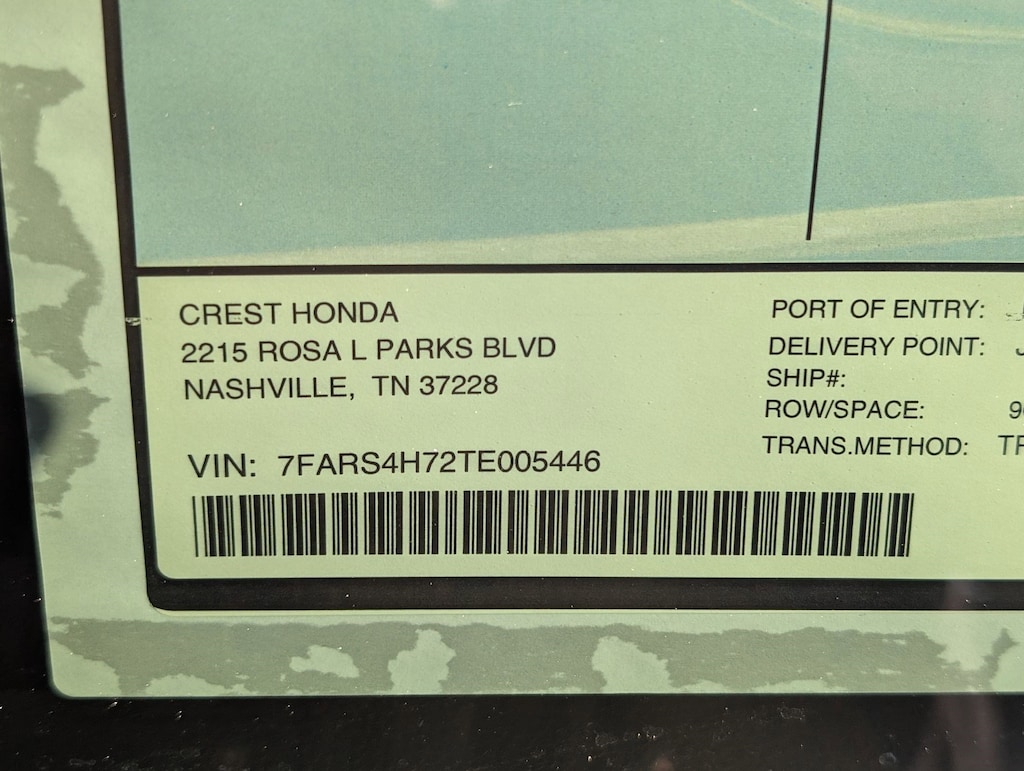 CREST HONDA
2215 ROSA L PARKS BLVD
NASHVILLE, TN 37228
VIN: 7FARS4H72TE005446
PORT OF ENTRY:
DELIVERY POINT:
SHIP#:
ROW/SPACE:
TRANS.METHOD: